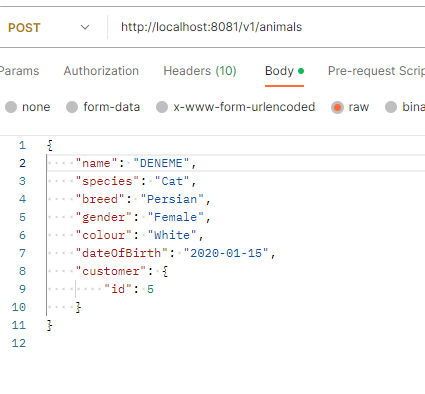 POST http://localhost:8081/v1/animals
Params Authorization Headers (10) Body Pre-request Scrip
none form-data x-www-form-urlencoded raw bina
1 {
2 "name": "DENEME",
3 "species": "Cat",
4 "breed": "Persian",
5 "gender": "Female",
6 "colour": "White",
7 "dateOfBirth": "2020-01-15",
8 "customer": {
9 "id": 5
10 }
11 }
12